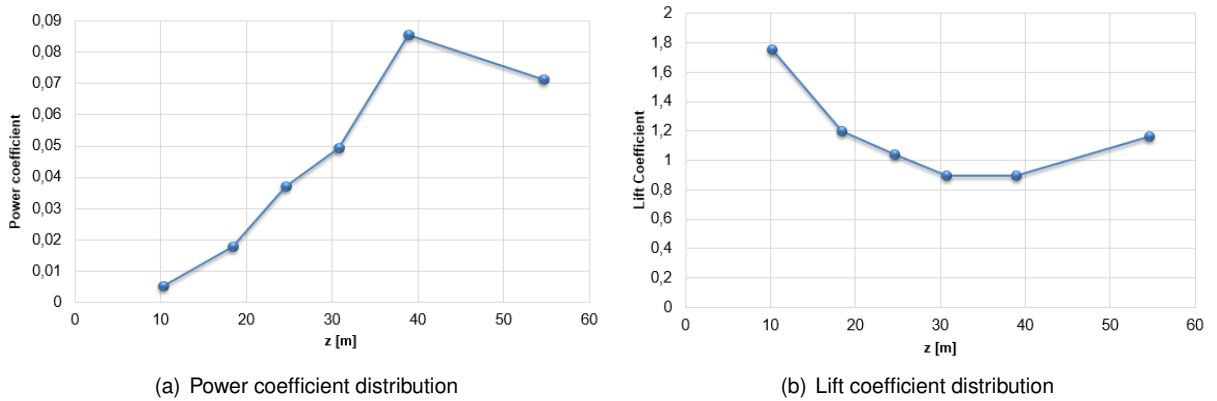 0,09
0,08
0,07
0,06
0,05
0,04
0,03
0,02
0,01
0
Power coefficient
0 10 20 30 40 50 60
z [m]
(a) Power coefficient distribution
2
1,8
1,6
1,4
1,2
1
0,8
0,6
0,4
0,2
0
Lift Coefficient
0 10 20 30 40 50 60
z [m]
(b) Lift coefficient distribution